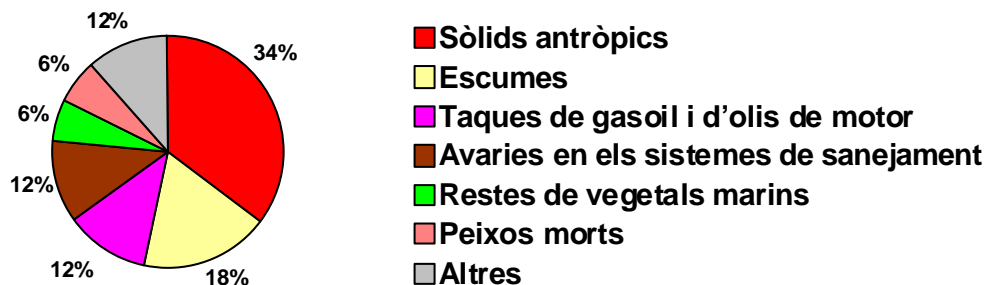 12%
34%
6%
6%
12%
12%
18%
Sòlids antròpics
Escumes
Taques de gasoil i d'olis de motor
Avaries en els sistemes de sanejament
Restes de vegetals marins
Peixos morts
Altres